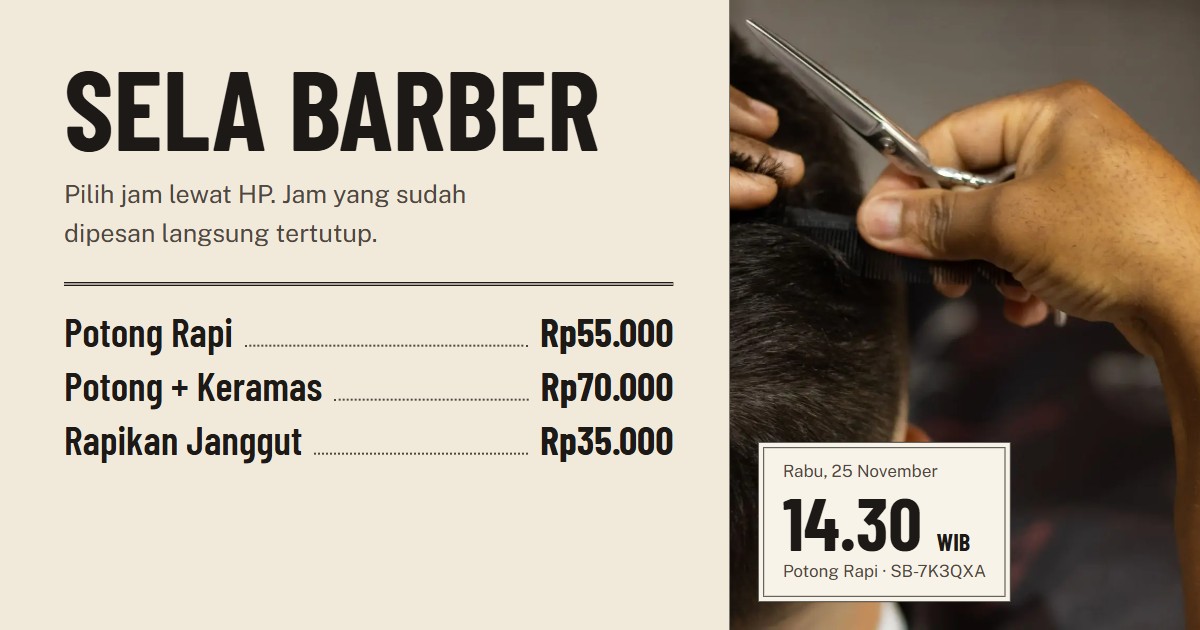 SELA BARBER
Pilih jam lewat HP. Jam yang sudah
dipesan langsung tertutup.
Potong Rapi Rp55.000
Potong + Keramas Rp70.000
Rapikan Janggut Rp35.000
Rabu, 25 November
14.30 WIB
Potong Rapi · SB-7K3QXA